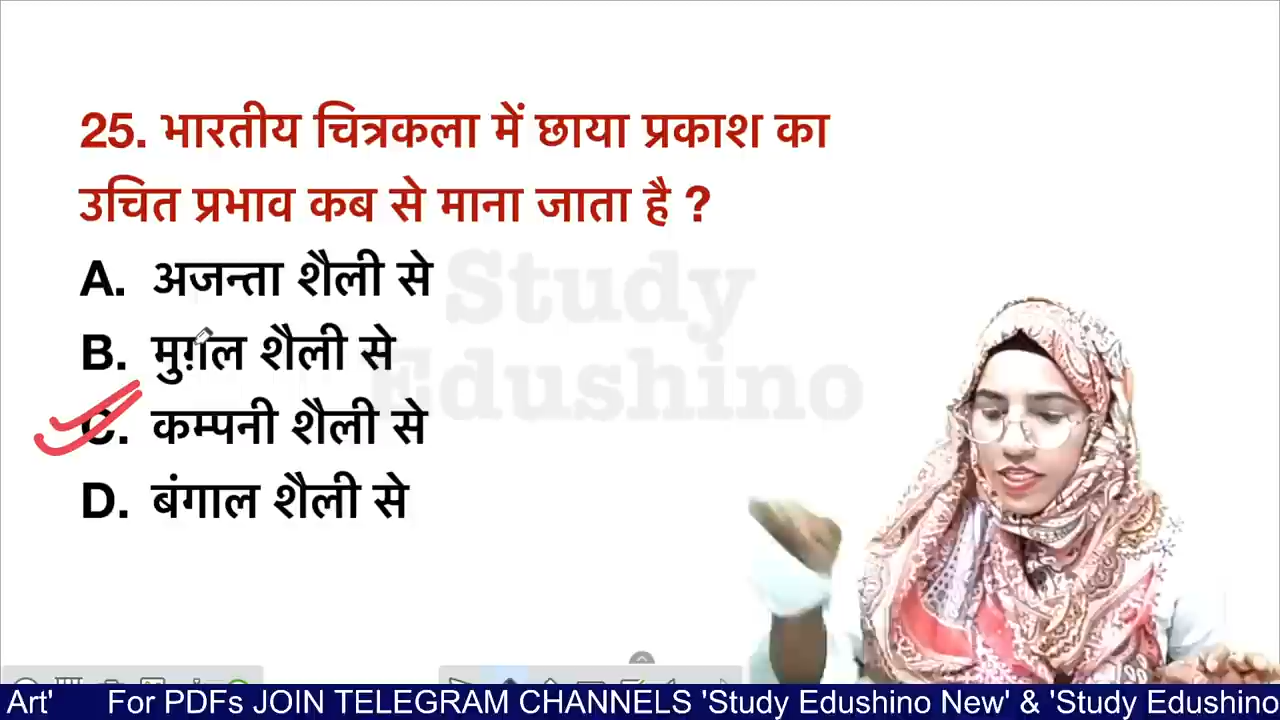 25. भारतीय चित्रकला में छाया प्रकाश का
उचित प्रभाव कब से माना जाता है ?
A. अजन्ता शैली से
B. मुग़ल शैली से
C. कम्पनी शैली से
D. बंगाल शैली से
Study
Edushino
Art' For PDFs JOIN TELEGRAM CHANNELS 'Study Edushino New' & 'Study Edushino